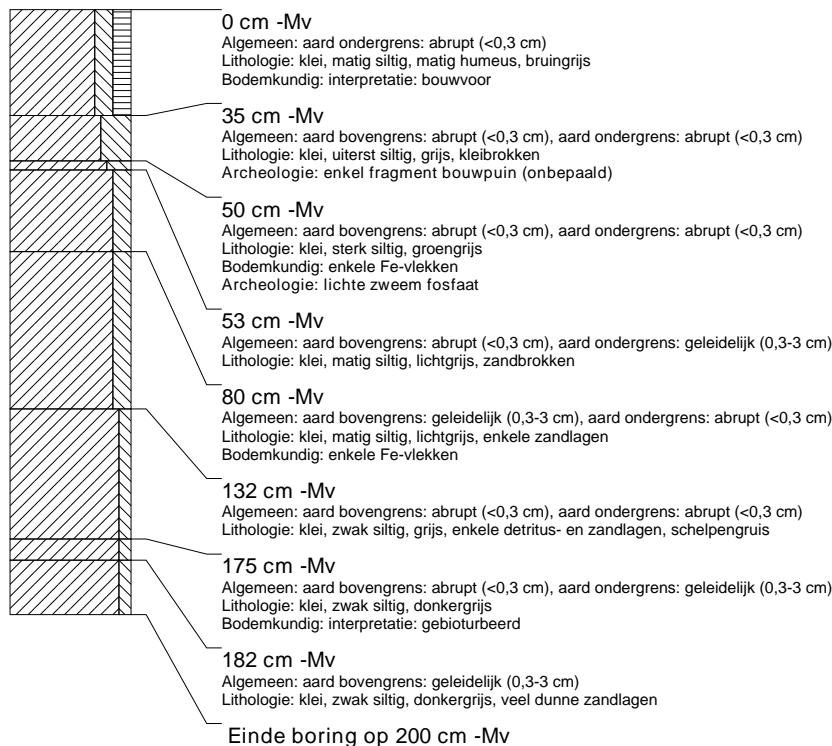 0 cm -Mv
Algemeen: aard ondergrens: abrupt (<0,3 cm)
Lithologie: klei, matig siltig, matig humeus, bruingrijs
Bodemkundig: interpretatie: bouwvoor
35 cm -Mv
Algemeen: aard bovengrens: abrupt (<0,3 cm), aard ondergrens: abrupt (<0,3 cm)
Lithologie: klei, uiterst siltig, grijs, kleibrokken
Archeologie: enkel fragment bouwpuin (onbepaald)
50 cm -Mv
Algemeen: aard bovengrens: abrupt (<0,3 cm), aard ondergrens: abrupt (<0,3 cm)
Lithologie: klei, sterk siltig, groengrijs
Bodemkundig: enkele Fe-vlekken
Archeologie: lichte zweem fosfaat
53 cm -Mv
Algemeen: aard bovengrens: abrupt (<0,3 cm), aard ondergrens: geleidelijk (0,3-3 cm)
Lithologie: klei, matig siltig, lichtgrijs, zandbrokken
80 cm -Mv
Algemeen: aard bovengrens: geleidelijk (0,3-3 cm), aard ondergrens: abrupt (<0,3 cm)
Lithologie: klei, matig siltig, lichtgrijs, enkele zandlagen
Bodemkundig: enkele Fe-vlekken
132 cm -Mv
Algemeen: aard bovengrens: abrupt (<0,3 cm), aard ondergrens: abrupt (<0,3 cm)
Lithologie: klei, zwak siltig, grijs, enkele detritus- en zandlagen, schelpengruis
175 cm -Mv
Algemeen: aard bovengrens: abrupt (<0,3 cm), aard ondergrens: geleidelijk (0,3-3 cm)
Lithologie: klei, zwak siltig, donkergrijs
Bodemkundig: interpretatie: gebioturbeerd
182 cm -Mv
Algemeen: aard bovengrens: geleidelijk (0,3-3 cm)
Lithologie: klei, zwak siltig, donkergrijs, veel dunne zandlagen
Einde boring op 200 cm -Mv